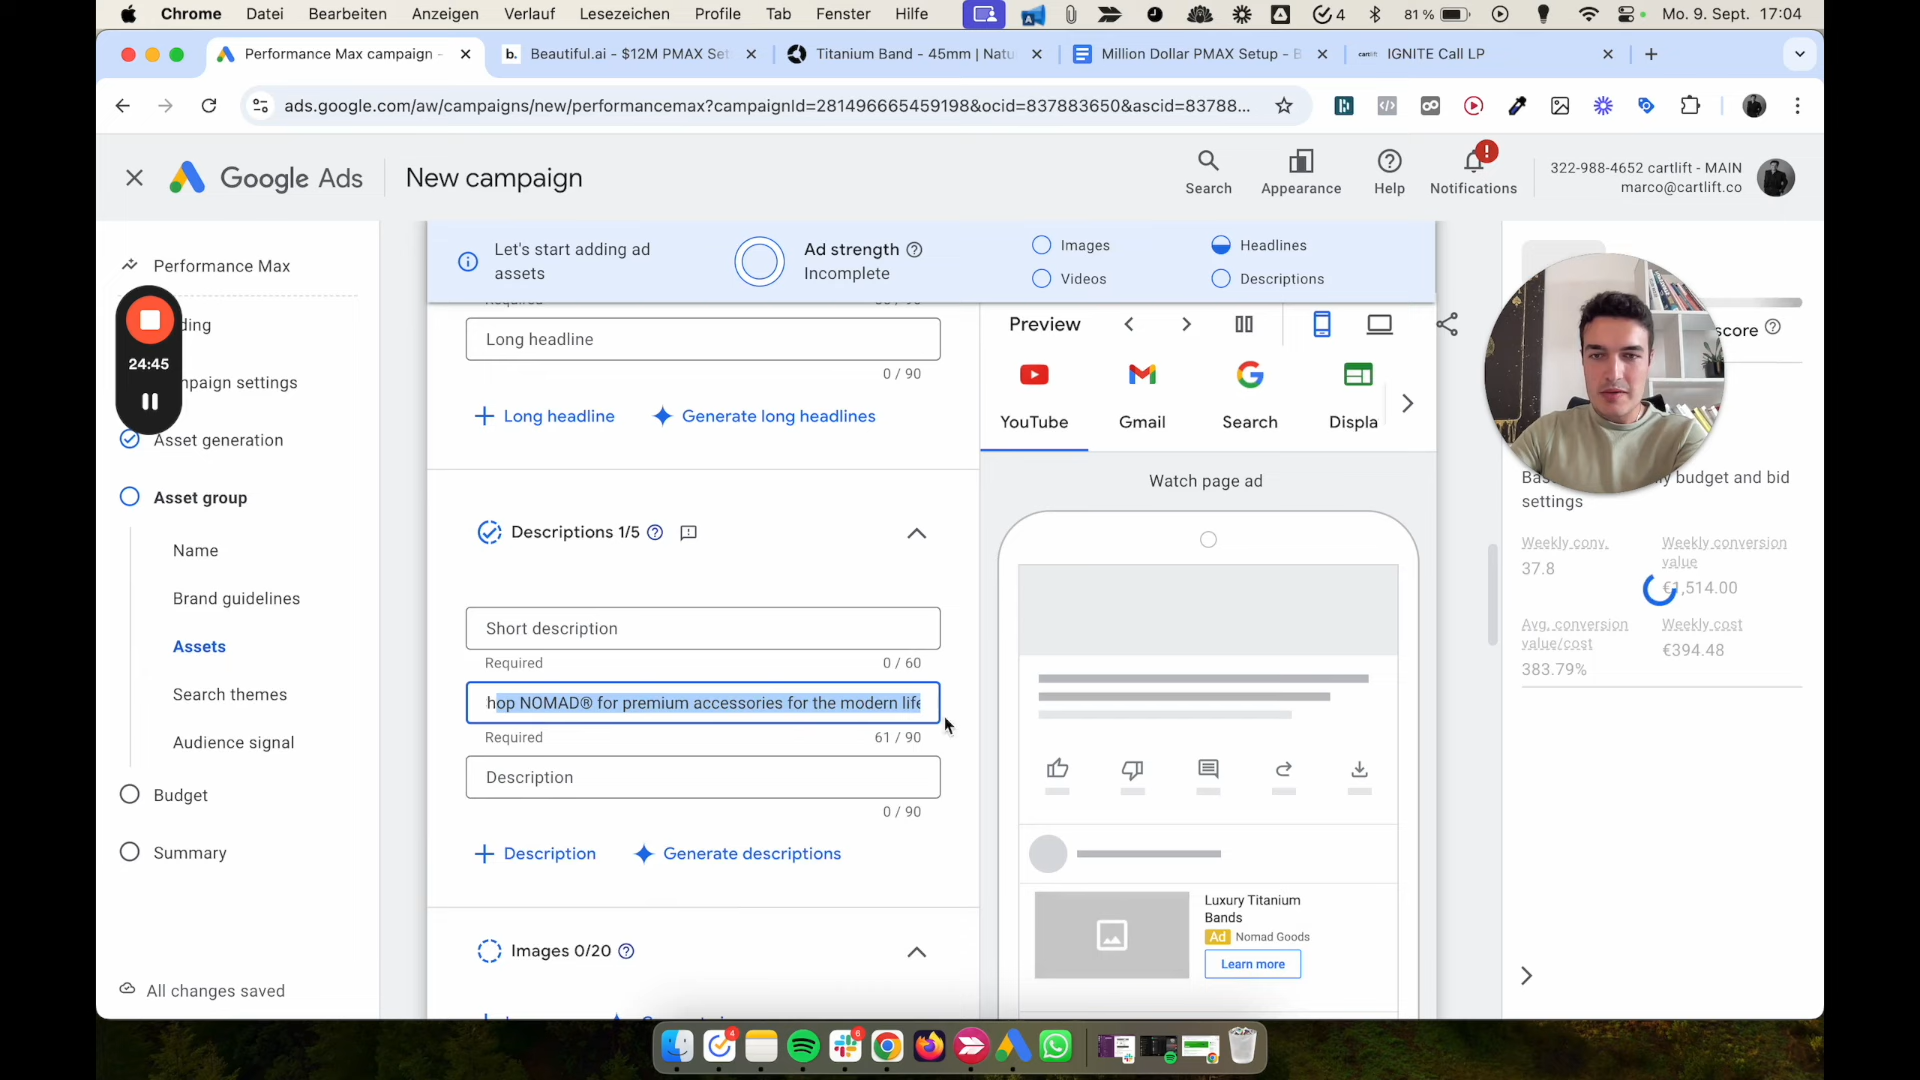 Chrome Datei Bearbeiten Anzeigen Verlauf Lesezeichen Profile Tab Fenster Hilfe 4 81 % Mo. 9. Sept. 17:04
Performance Max campaign - Beautiful.ai - $12M PMAX Set Titanium Band - 45mm | Natu Million Dollar PMAX Setup - B IGNITE Call LP
ads.google.com/aw/campaigns/new/performancemax?campaignId=281496665459198&ocid=837883650&ascid=83788...
Google Ads New campaign
Search Appearance Help Notifications
322-988-4652 cartlift - MAIN
marco@cartlift.co
Performance Max
ding
24:45
mpaign settings
Asset generation
Asset group
Name
Brand guidelines
Assets
Search themes
Audience signal
Budget
Summary
All changes saved
Let's start adding ad
assets
Ad strength
Incomplete
Images Headlines
Videos Descriptions
Long headline
0 / 90
Long headline Generate long headlines
Descriptions 1/5
Short description
Required 0 / 60
hop NOMAD® for premium accessories for the modern life
Required 61 / 90
Description
0 / 90
Description Generate descriptions
Images 0/20
Preview
YouTube Gmail Search Displa
Watch page ad
Luxury Titanium
Bands
Ad Nomad Goods
Learn more
score
Bas y budget and bid
settings
Weekly conv.
37.8
Weekly conversion
value
€1,514.00
Avg. conversion
value/cost
383.79%
Weekly cost
€394.48
4
6